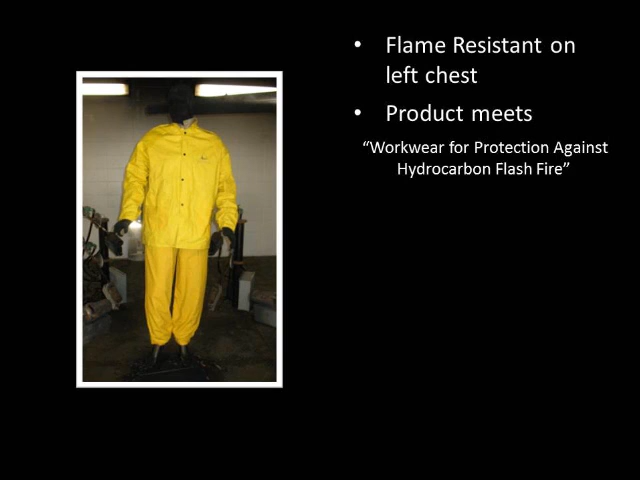 • Flame Resistant on
left chest
• Product meets
“Workwear for Protection Against
Hydrocarbon Flash Fire”